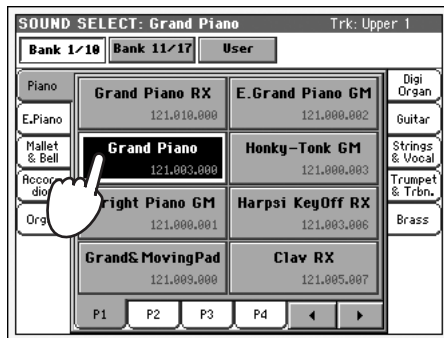 SOUND SELECT: Grand Piano Trk: Upper 1
Bank 1/10 Bank 11/17 User
Piano
E.Piano
Mallet
& Bell
Grand Piano RX
121.010.000
E.Grand Piano GM
121.000.002
Grand Piano
121.003.000
Honky-Tonk GM
121.000.003
right Piano GM
121.000.001
Harpsi KeyOff RX
121.003.006
Grand&MovingPad
121.009.000
Clav RX
121.005.007
Digi
Organ
Guitar
Strings
& Vocal
Trumpet
& Trbn.
Brass
P1 P2 P3 P4